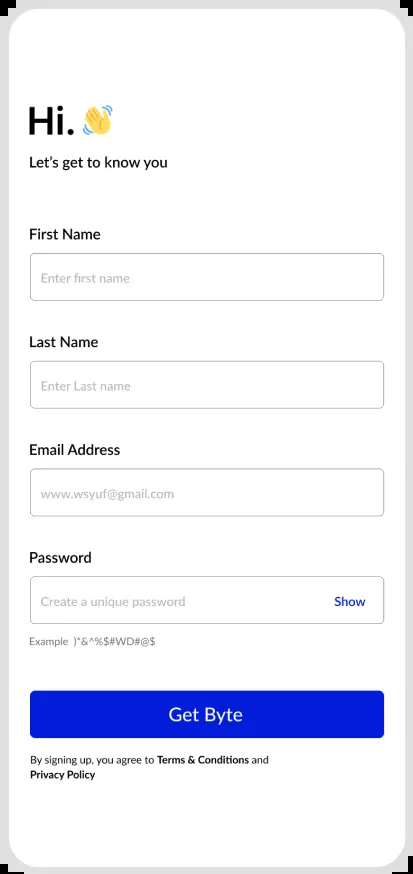 Hi. 👋
Let's get to know you
First Name
Enter first name
Last Name
Enter Last name
Email Address
www.wsyuf@gmail.com
Password
Create a unique password Show
Example )*&^%$#WD#@$
Get Byte
By signing up, you agree to Terms & Conditions and
Privacy Policy